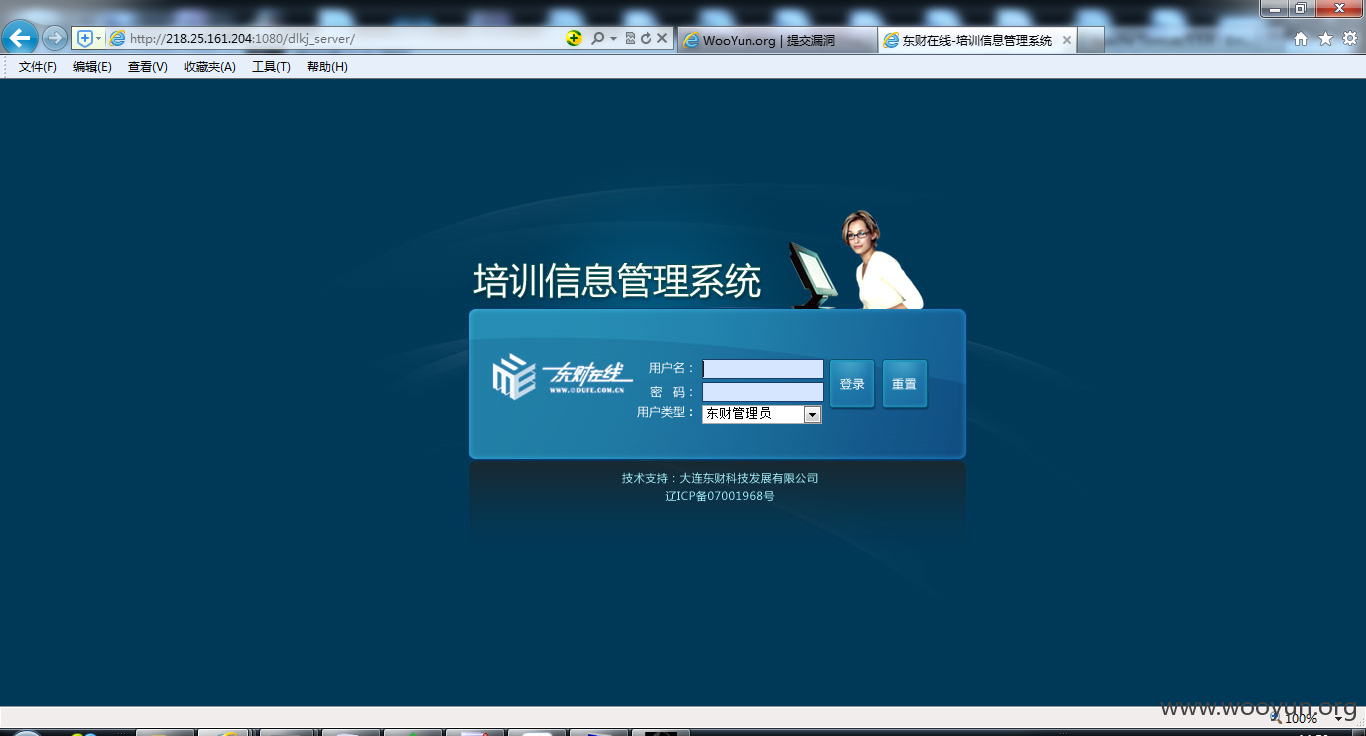 http://218.25.161.204:1080/dlkj_server/
WooYun.org | 提交漏洞
东财在线-培训信息管理系统
文件(F) 编辑(E) 查看(V) 收藏夹(A) 工具(T) 帮助(H)
培训信息管理系统
东财在线
WWW.EDUFE.COM.CN
用户名：
密 码：
用户类型：
东财管理员
登录
重置
技术支持：大连东财科技发展有限公司
辽ICP备07001968号
www.wooyun.org
100%